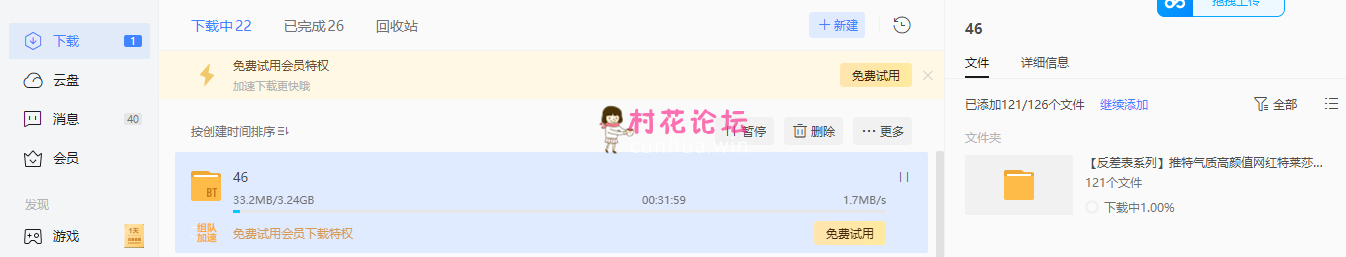 下载
1
云盘
消息
40
会员
发现
游戏
1天
下载中22
已完成26
回收站
新建
免费试用会员特权
加速下载更快哦
免费试用
按创建时间排序
暂停
删除
更多
村花论坛
cunhua.win
BT
46
33.2MB/3.24GB
00:31:59
1.7MB/s
组队
加速
免费试用会员下载特权
免费试用
拖拽上传
46
文件
详细信息
已添加121/126个文件
继续添加
全部
文件夹
【反差表系列】推特气质高颜值网红特莱莎...
121个文件
下载中1.00%